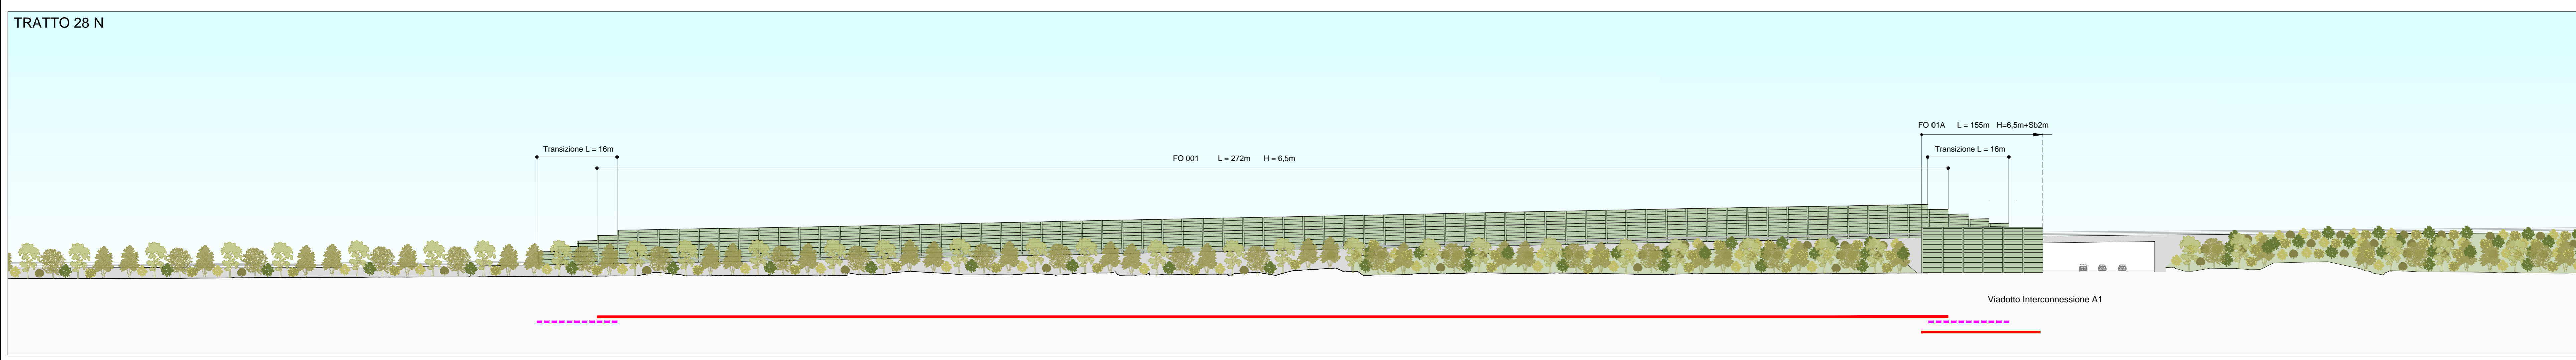 TRATTO 28 N
FO 01A L = 155m H=6,5m+Sb2m
Transizione L = 16m
FO 001 L = 272m H = 6,5m
Transizione L = 16m
Viadotto Interconnessione A1